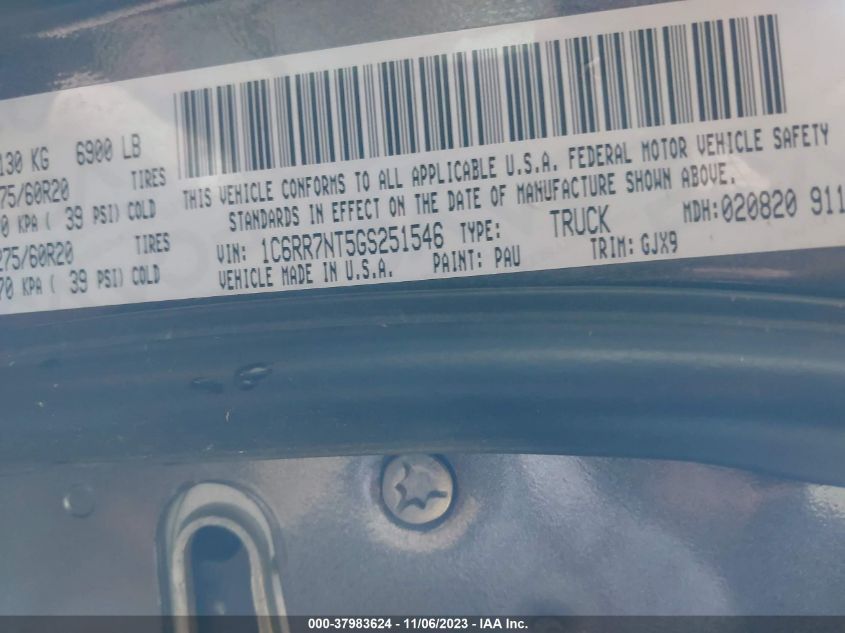 130 KG 6900 LB
75/60R20 TIRES
0 KPA ( 39 PSI) COLD
275/60R20 TIRES
70 KPA ( 39 PSI) COLD
THIS VEHICLE CONFORMS TO ALL APPLICABLE U.S.A. FEDERAL MOTOR VEHICLE SAFETY
STANDARDS IN EFFECT ON THE DATE OF MANUFACTURE SHOWN ABOVE.
VIN: 1C6RR7NT5GS251546 TYPE: TRUCK MDH:020820 911
VEHICLE MADE IN U.S.A. PAINT: PAU TRIM: GJX9
000-37983624 - 11/06/2023 - IAA Inc.